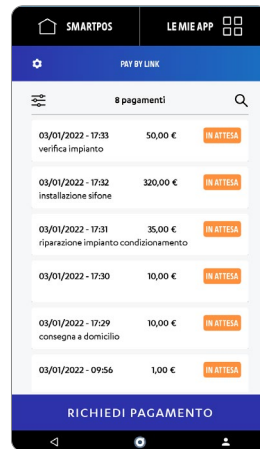 SMARTPOS LE MIE APP
PAY BY LINK
8 pagamenti
03/01/2022 - 17:33 50,00 € IN ATTESA
verifica impianto
03/01/2022 - 17:32 320,00 € IN ATTESA
installazione sifone
03/01/2022 - 17:31 35,00 € IN ATTESA
riparazione impianto condizionamento
03/01/2022 - 17:30 10,00 € IN ATTESA
03/01/2022 - 17:29 10,00 € IN ATTESA
consegna a domicilio
03/01/2022 - 09:56 1,00 € IN ATTESA
RICHIEDI PAGAMENTO